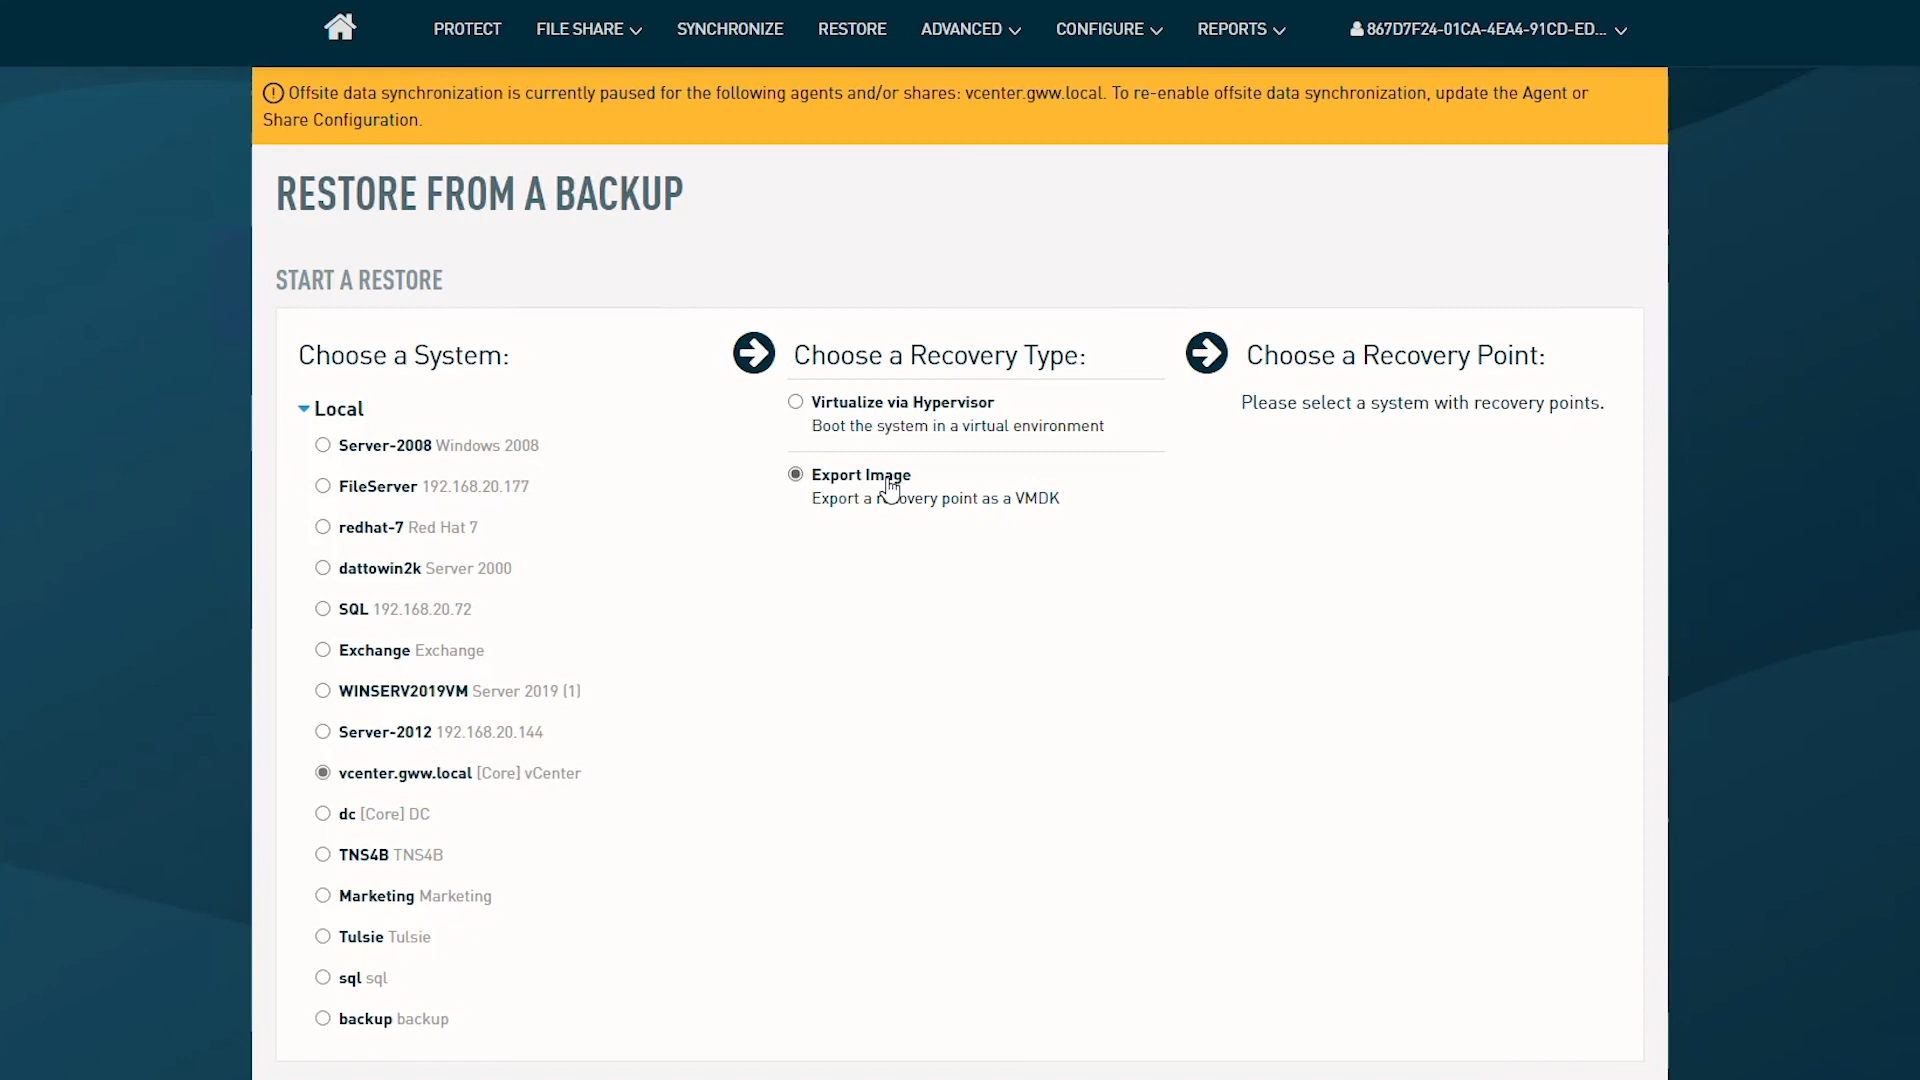 PROTECT FILE SHARE SYNCHRONIZE RESTORE ADVANCED CONFIGURE REPORTS 867D7F24-01CA-4EA4-91CD-ED...
Offsite data synchronization is currently paused for the following agents and/or shares: vcenter.gww.local. To re-enable offsite data synchronization, update the Agent or
Share Configuration.
RESTORE FROM A BACKUP
START A RESTORE
Choose a System:
Local
Server-2008 Windows 2008
FileServer 192.168.20.177
redhat-7 Red Hat 7
dattowin2k Server 2000
SQL 192.168.20.72
Exchange Exchange
WINSERV2019VM Server 2019 (1)
Server-2012 192.168.20.144
vcenter.gww.local [Core] vCenter
dc [Core] DC
TNS4B TNS4B
Marketing Marketing
Tulsie Tulsie
sql sql
backup backup
Choose a Recovery Type:
Virtualize via Hypervisor
Boot the system in a virtual environment
Export Image
Export a recovery point as a VMDK
Choose a Recovery Point:
Please select a system with recovery points.